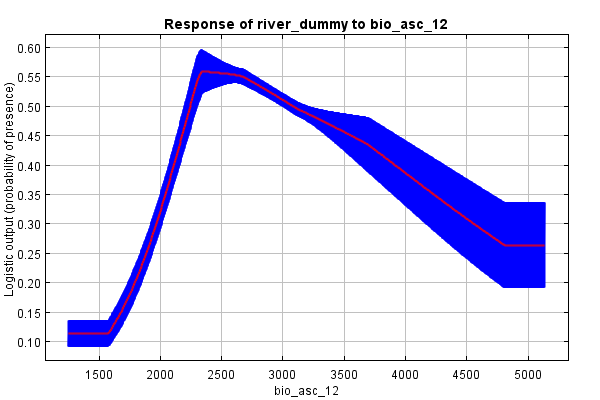 Response of river_dummy to bio_asc_12
Logistic output (probability of presence)
0.60
0.55
0.50
0.45
0.40
0.35
0.30
0.25
0.20
0.15
0.10
1500 2000 2500 3000 3500 4000 4500 5000
bio_asc_12